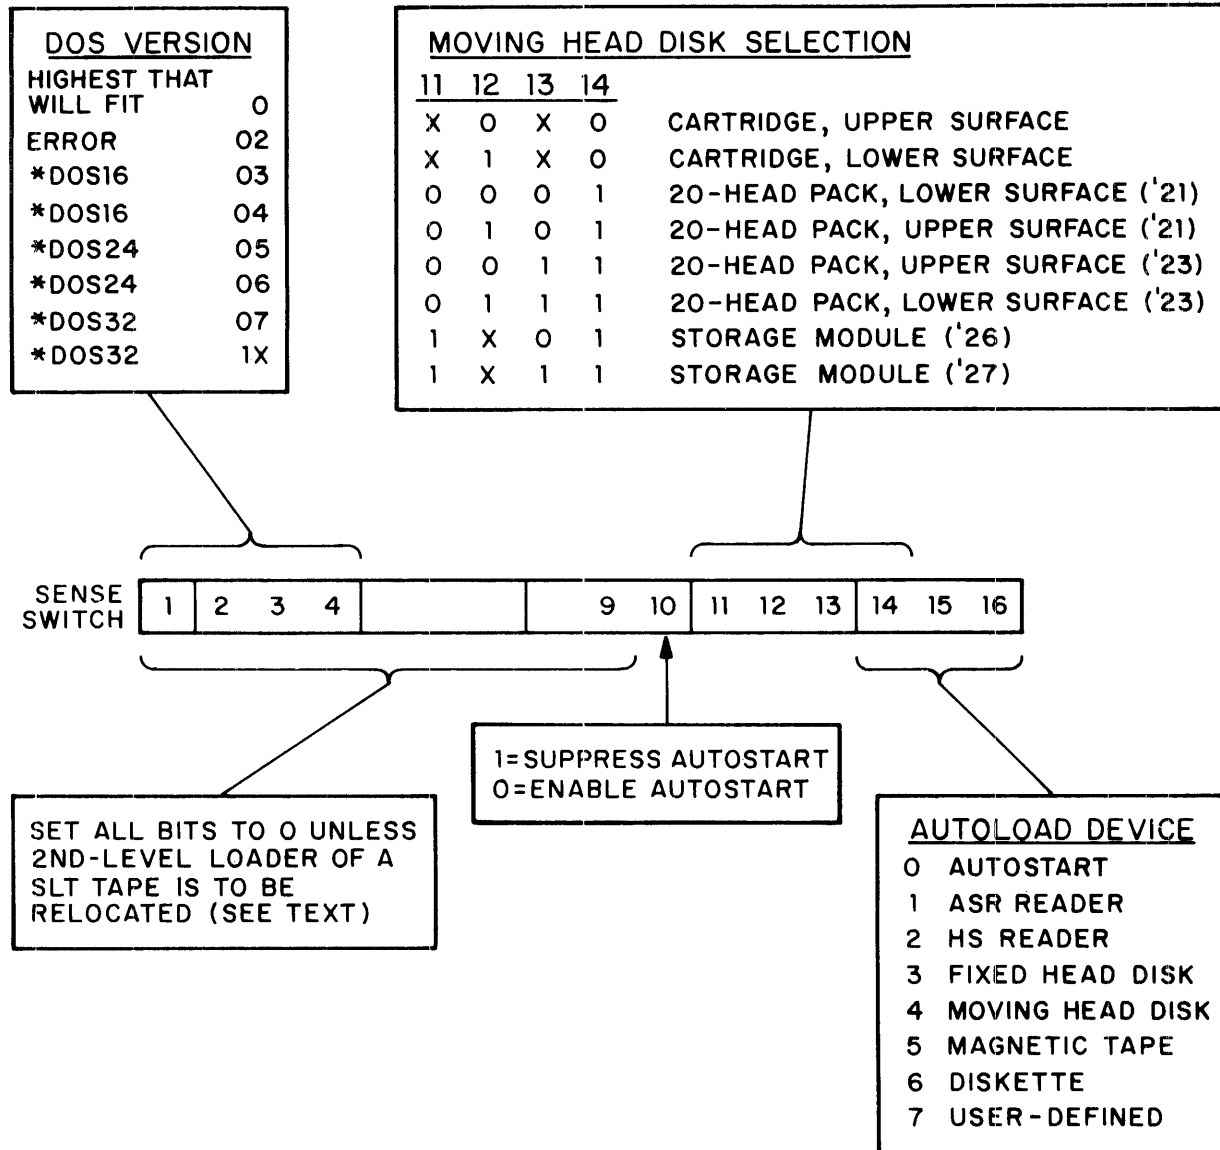 DOS VERSION
HIGHEST THAT
WILL FIT 0
ERROR 02
*DOS16 03
*DOS16 04
*DOS24 05
*DOS24 06
*DOS32 07
*DOS32 1X
MOVING HEAD DISK SELECTION
11 12 13 14
X 0 X 0 CARTRIDGE, UPPER SURFACE
X 1 X 0 CARTRIDGE, LOWER SURFACE
0 0 0 1 20-HEAD PACK, LOWER SURFACE ('21)
0 1 0 1 20-HEAD PACK, UPPER SURFACE ('21)
0 0 1 1 20-HEAD PACK, UPPER SURFACE ('23)
0 1 1 1 20-HEAD PACK, LOWER SURFACE ('23)
1 X 0 1 STORAGE MODULE ('26)
1 X 1 1 STORAGE MODULE ('27)
SENSE
SWITCH
1 2 3 4 9 10 11 12 13 14 15 16
1=SUPPRESS AUTOSTART
0=ENABLE AUTOSTART
SET ALL BITS TO 0 UNLESS
2ND-LEVEL LOADER OF A
SLT TAPE IS TO BE
RELOCATED (SEE TEXT)
AUTOLOAD DEVICE
0 AUTOSTART
1 ASR READER
2 HS READER
3 FIXED HEAD DISK
4 MOVING HEAD DISK
5 MAGNETIC TAPE
6 DISKETTE
7 USER-DEFINED